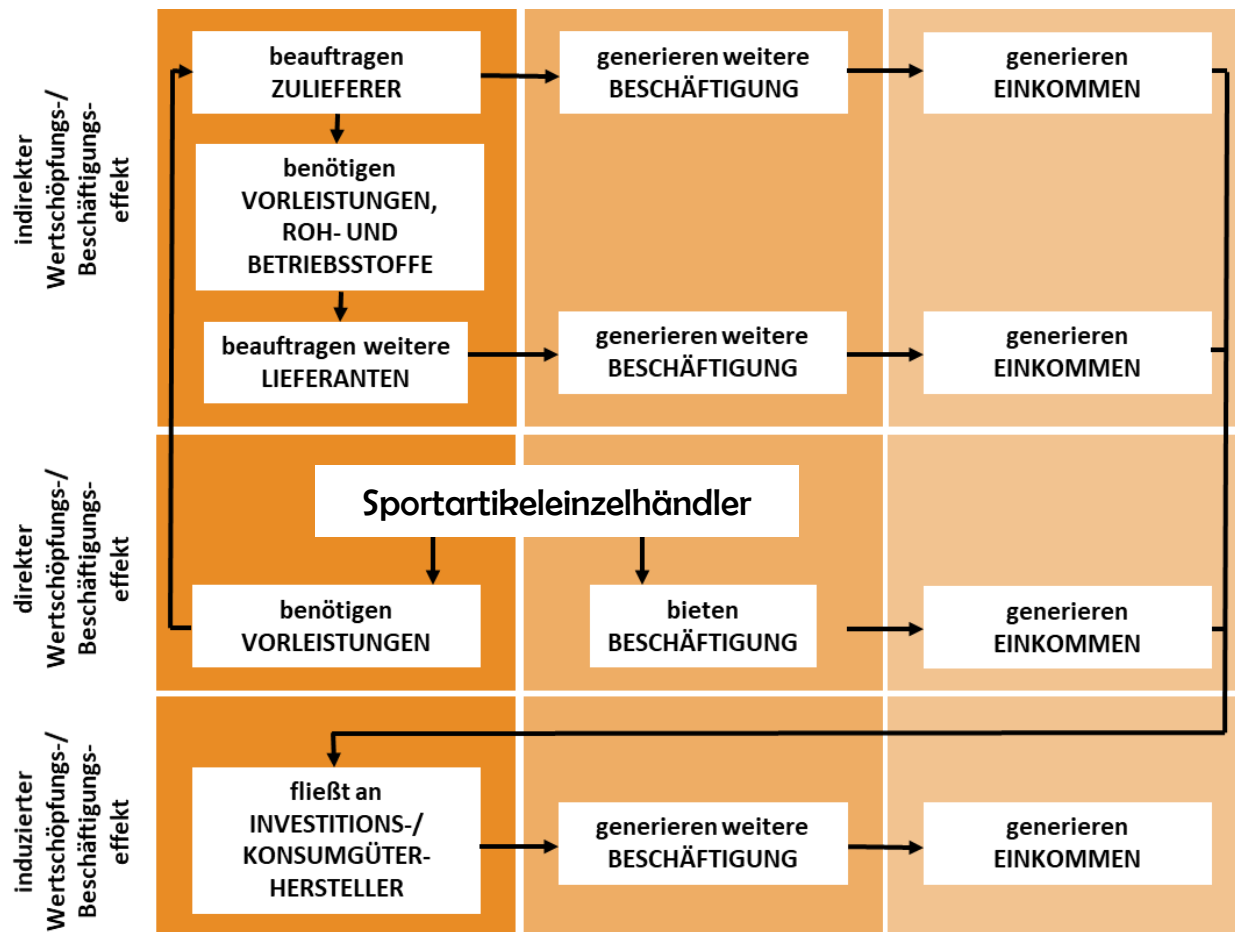 indirekter
Wertschöpfungs-/
Beschäftigungs-
effekt
beauftragen
ZULIEFERER
generieren weitere
BESCHÄFTIGUNG
generieren
EINKOMMEN
benötigen
VORLEISTUNGEN,
ROH- UND
BETRIEBSSTOFFE
beauftragen weitere
LIEFERANTEN
generieren weitere
BESCHÄFTIGUNG
generieren
EINKOMMEN
direkter
Wertschöpfungs-/
Beschäftigungs-
effekt
Sportartikeleinzelhändler
benötigen
VORLEISTUNGEN
bieten
BESCHÄFTIGUNG
generieren
EINKOMMEN
induzierter
Wertschöpfungs-/
Beschäftigungs-
effekt
fließt an
INVESTITIONS-/
KONSUMGÜTER-
HERSTELLER
generieren weitere
BESCHÄFTIGUNG
generieren
EINKOMMEN